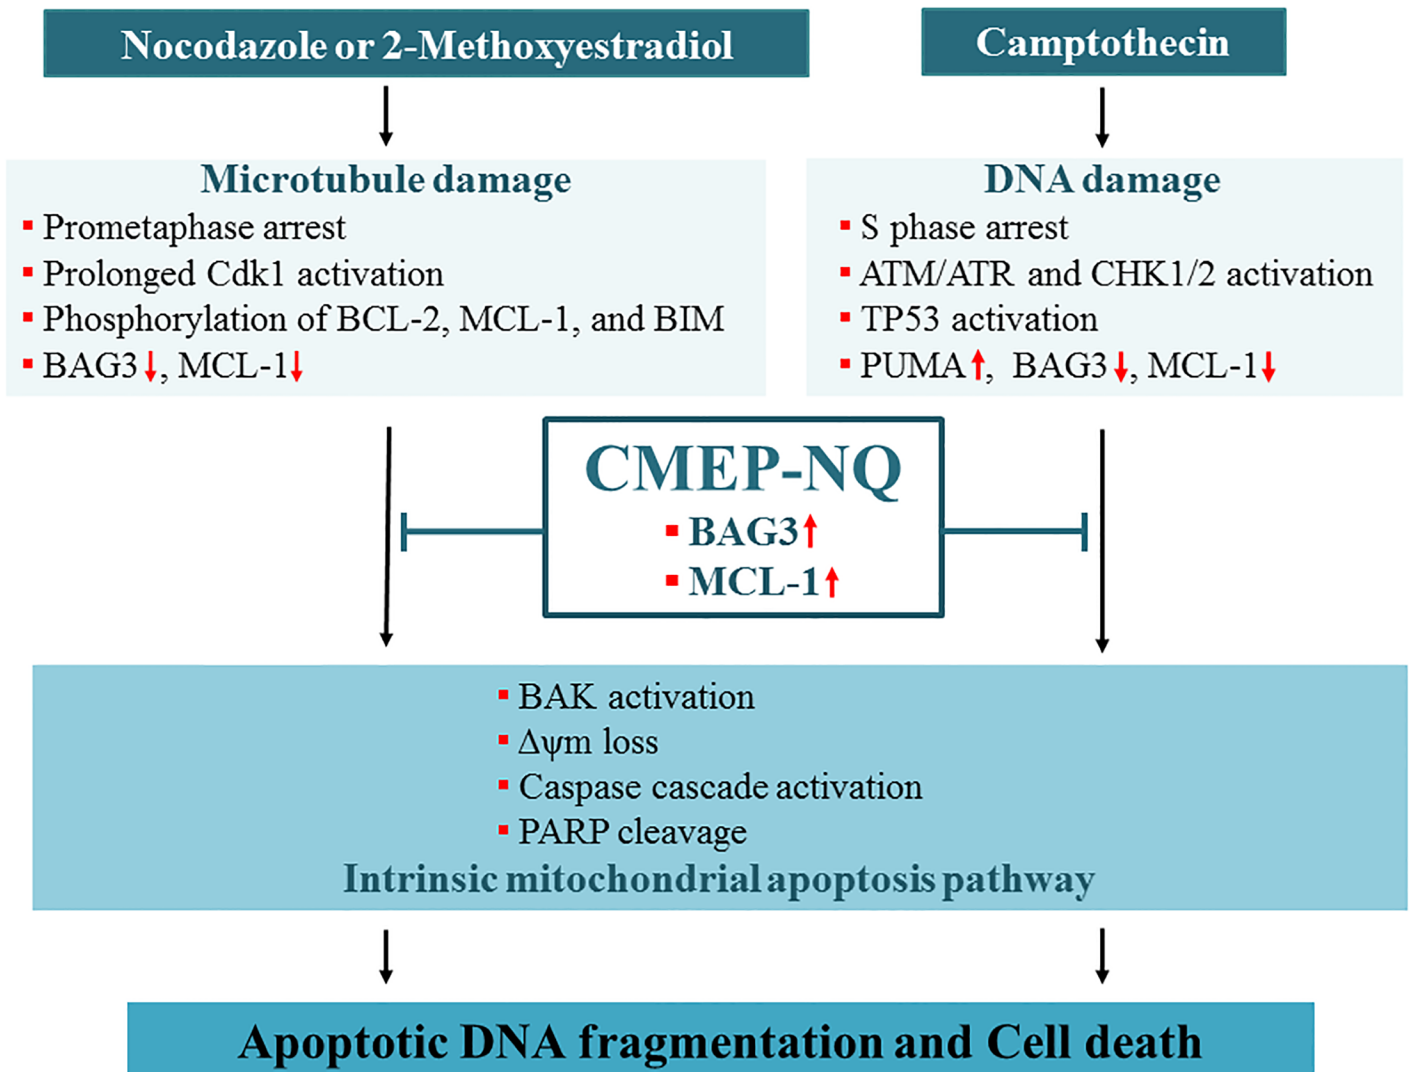 Nocodazole or 2-Methoxyestradiol
Camptothecin
Microtubule damage
▪ Prometaphase arrest
▪ Prolonged Cdk1 activation
▪ Phosphorylation of BCL-2, MCL-1, and BIM
▪ BAG3↓, MCL-1↓
DNA damage
▪ S phase arrest
▪ ATM/ATR and CHK1/2 activation
▪ TP53 activation
▪ PUMA↑, BAG3↓, MCL-1↓
CMEP-NQ
▪ BAG3↑
▪ MCL-1↑
▪ BAK activation
▪ Δψm loss
▪ Caspase cascade activation
▪ PARP cleavage
Intrinsic mitochondrial apoptosis pathway
Apoptotic DNA fragmentation and Cell death